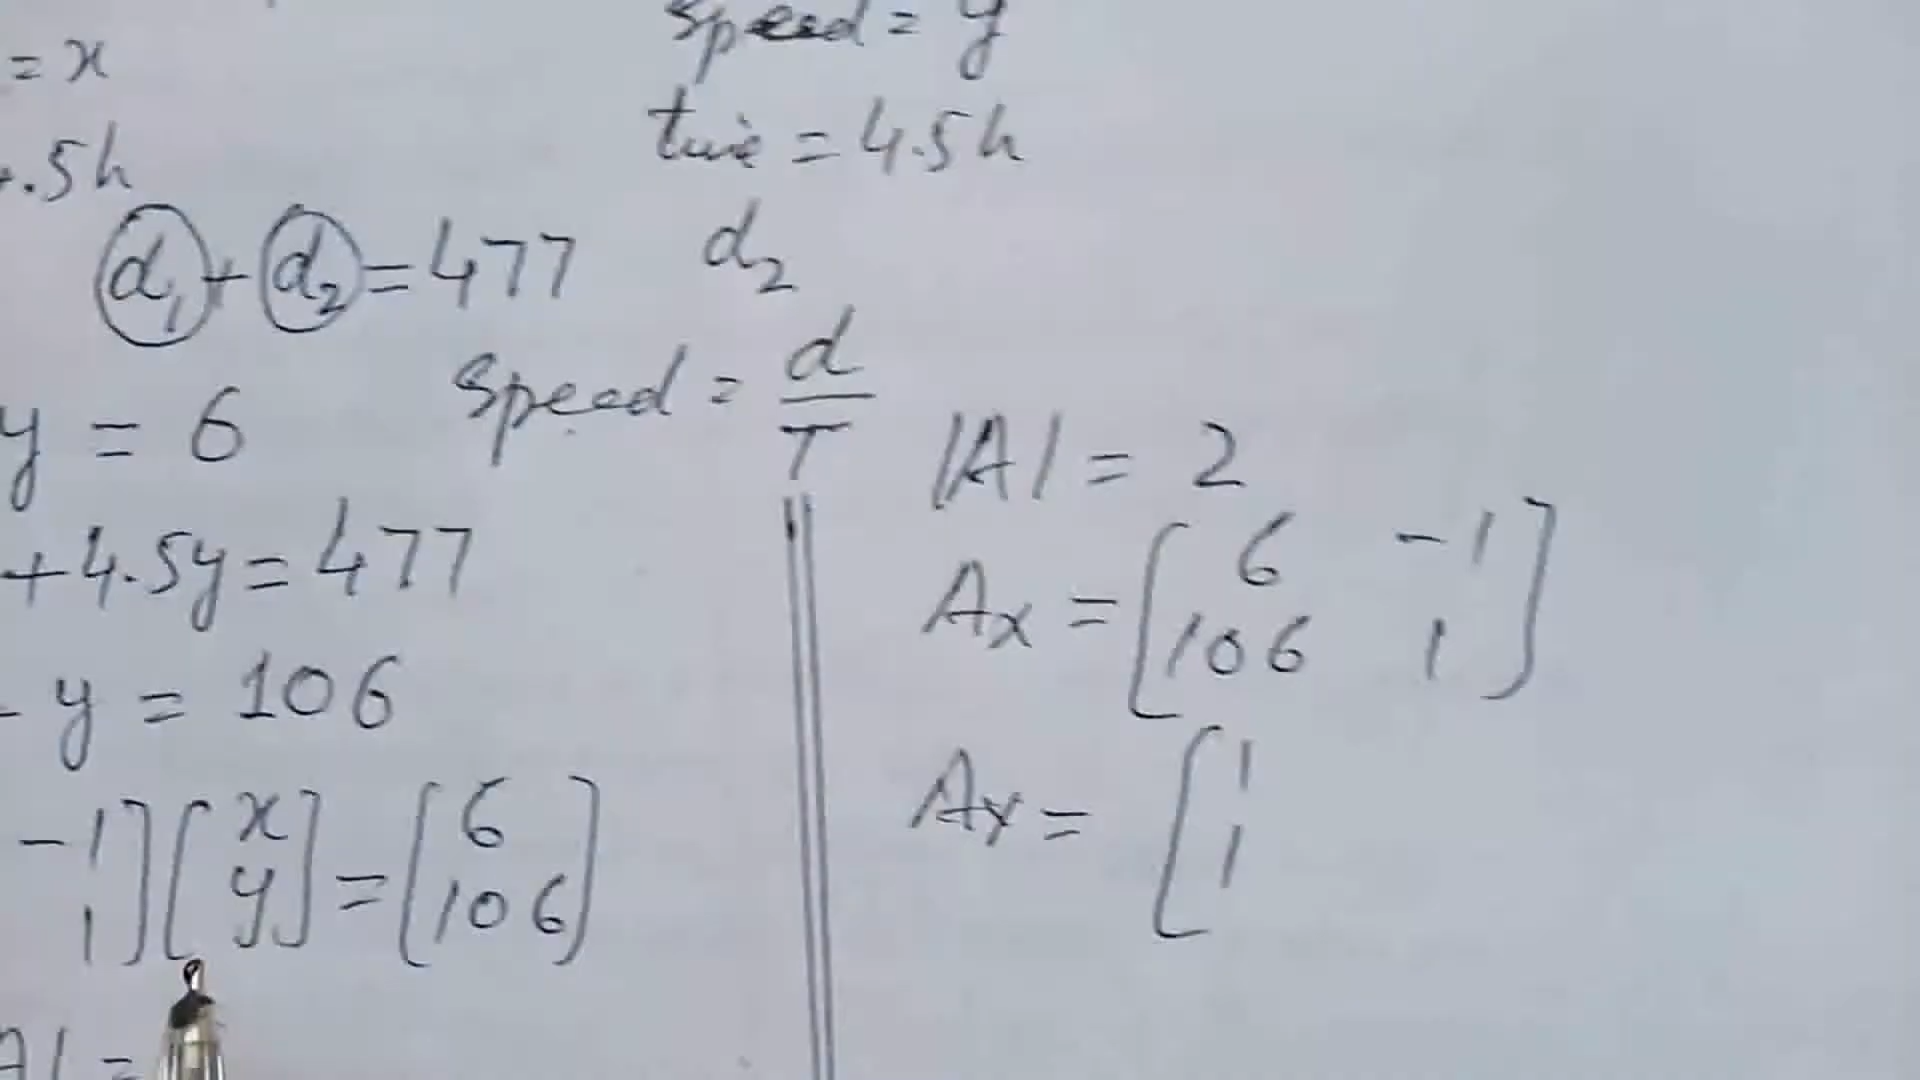 speed = y
= x
time = 4.5h
.5h
d₁ + d₂ = 477
d₂
speed = d/T
y = 6
|A| = 2
+ 4.5y = 477
Ax = [6 -1
106 1]
y = 106
Ay = [1
1
-1] [x] = [6]
1] [y] = [106]